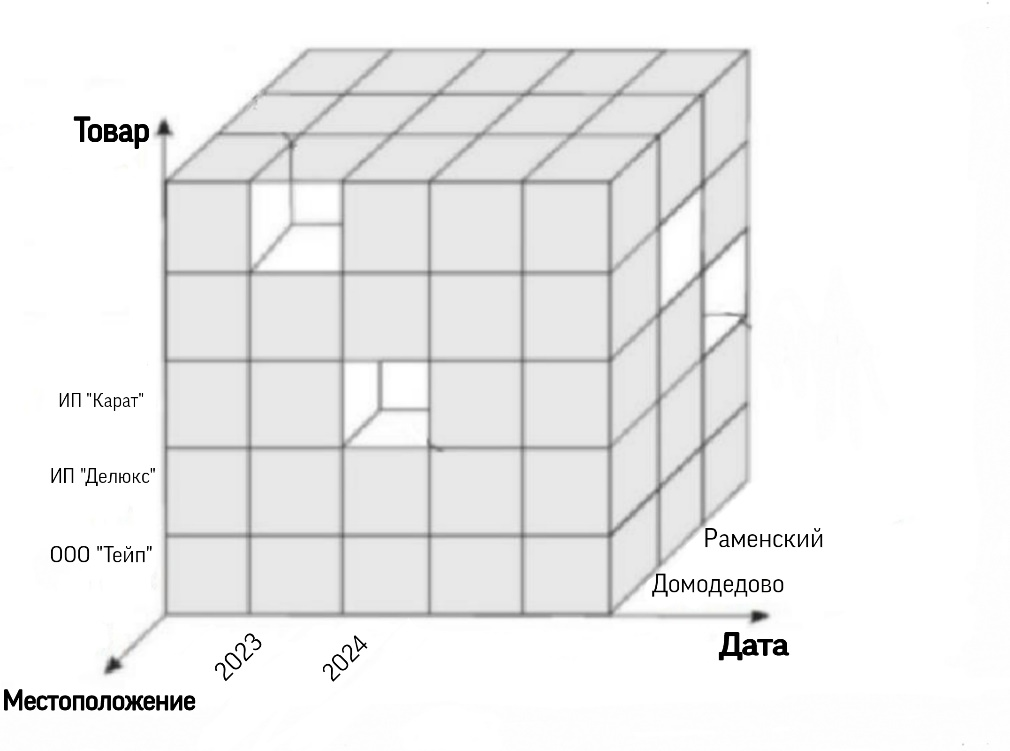 Товар
ИП "Карат"
ИП "Делюкс"
ООО "Тейп"
Раменский
Домодедово
2023
2024
Дата
Местоположение